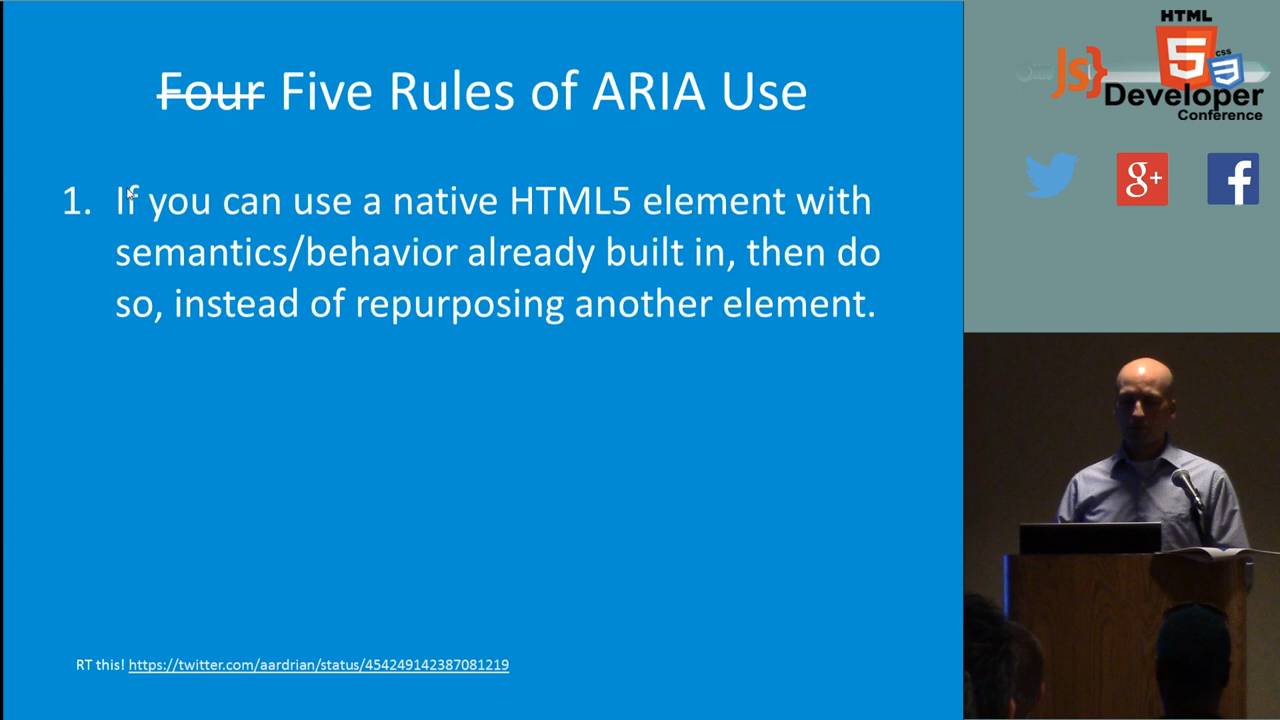 Four Five Rules of ARIA Use
1. If you can use a native HTML5 element with
semantics/behavior already built in, then do
so, instead of repurposing another element.
RT this! https://twitter.com/aardrian/status/454249142387081219
HTML
5
css
3
JS}
Developer
Conference
g+
f